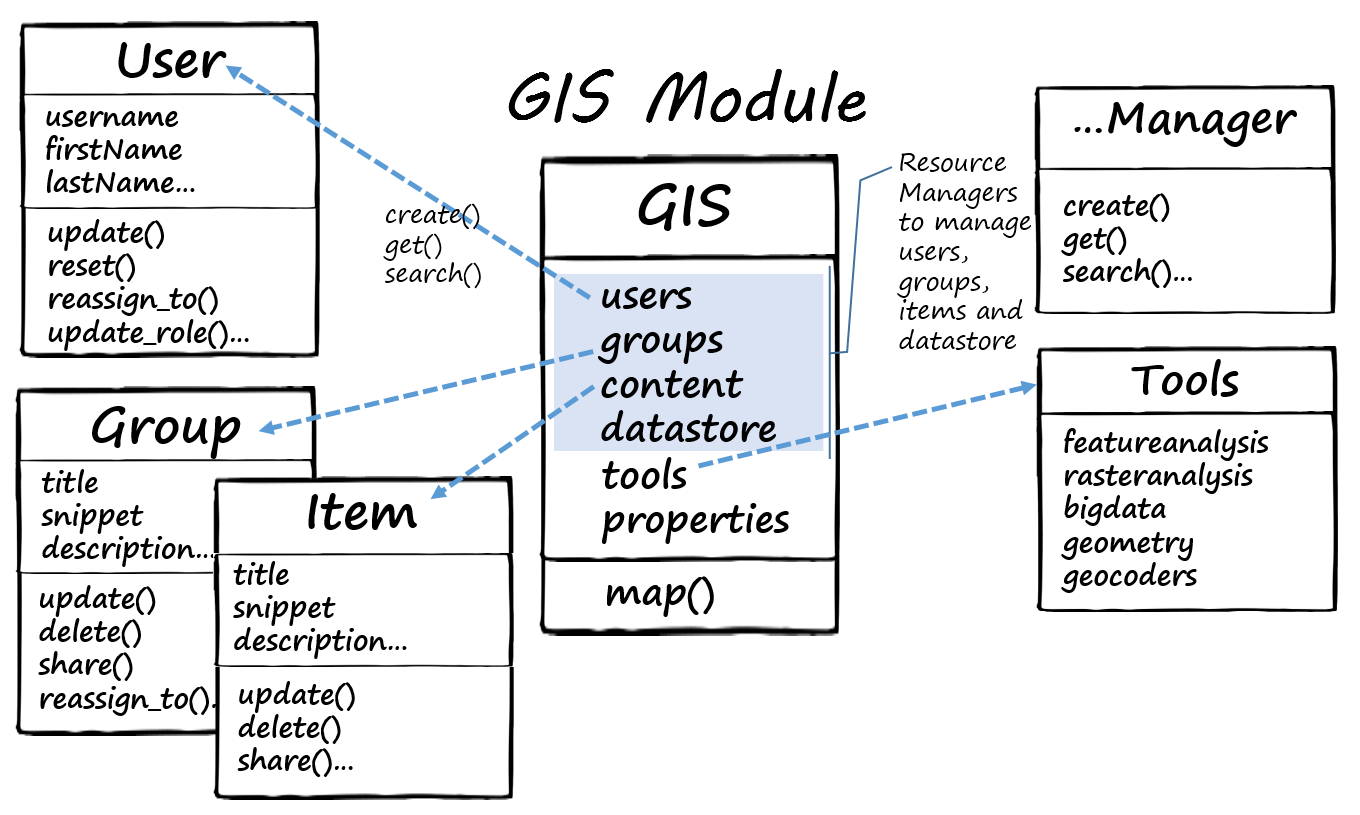 GIS Module
User
username
firstName
lastName...
update()
reset()
reassign_to()
update_role()...
create()
get()
search()
Group
title
snippet
description...
update()
delete()
share()
reassign_to().
Item
title
snippet
description...
update()
delete()
share()...
GIS
users
groups
content
datastore
tools
properties
map()
Resource
Managers
to manage
users,
groups,
items and
datastore
...Manager
create()
get()
search()...
Tools
featureanalysis
rasteranalysis
bigdata
geometry
geocoders